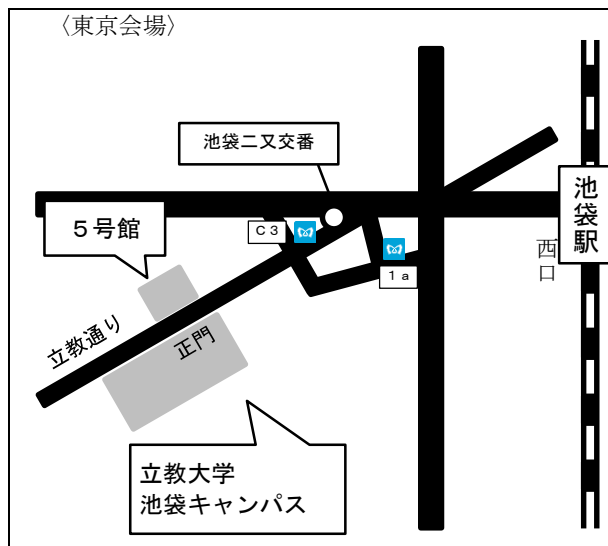 〈東京会場〉
池袋二又交番
池袋駅
5号館
C3
西口
1a
立教通り
正門
立教大学
池袋キャンパス